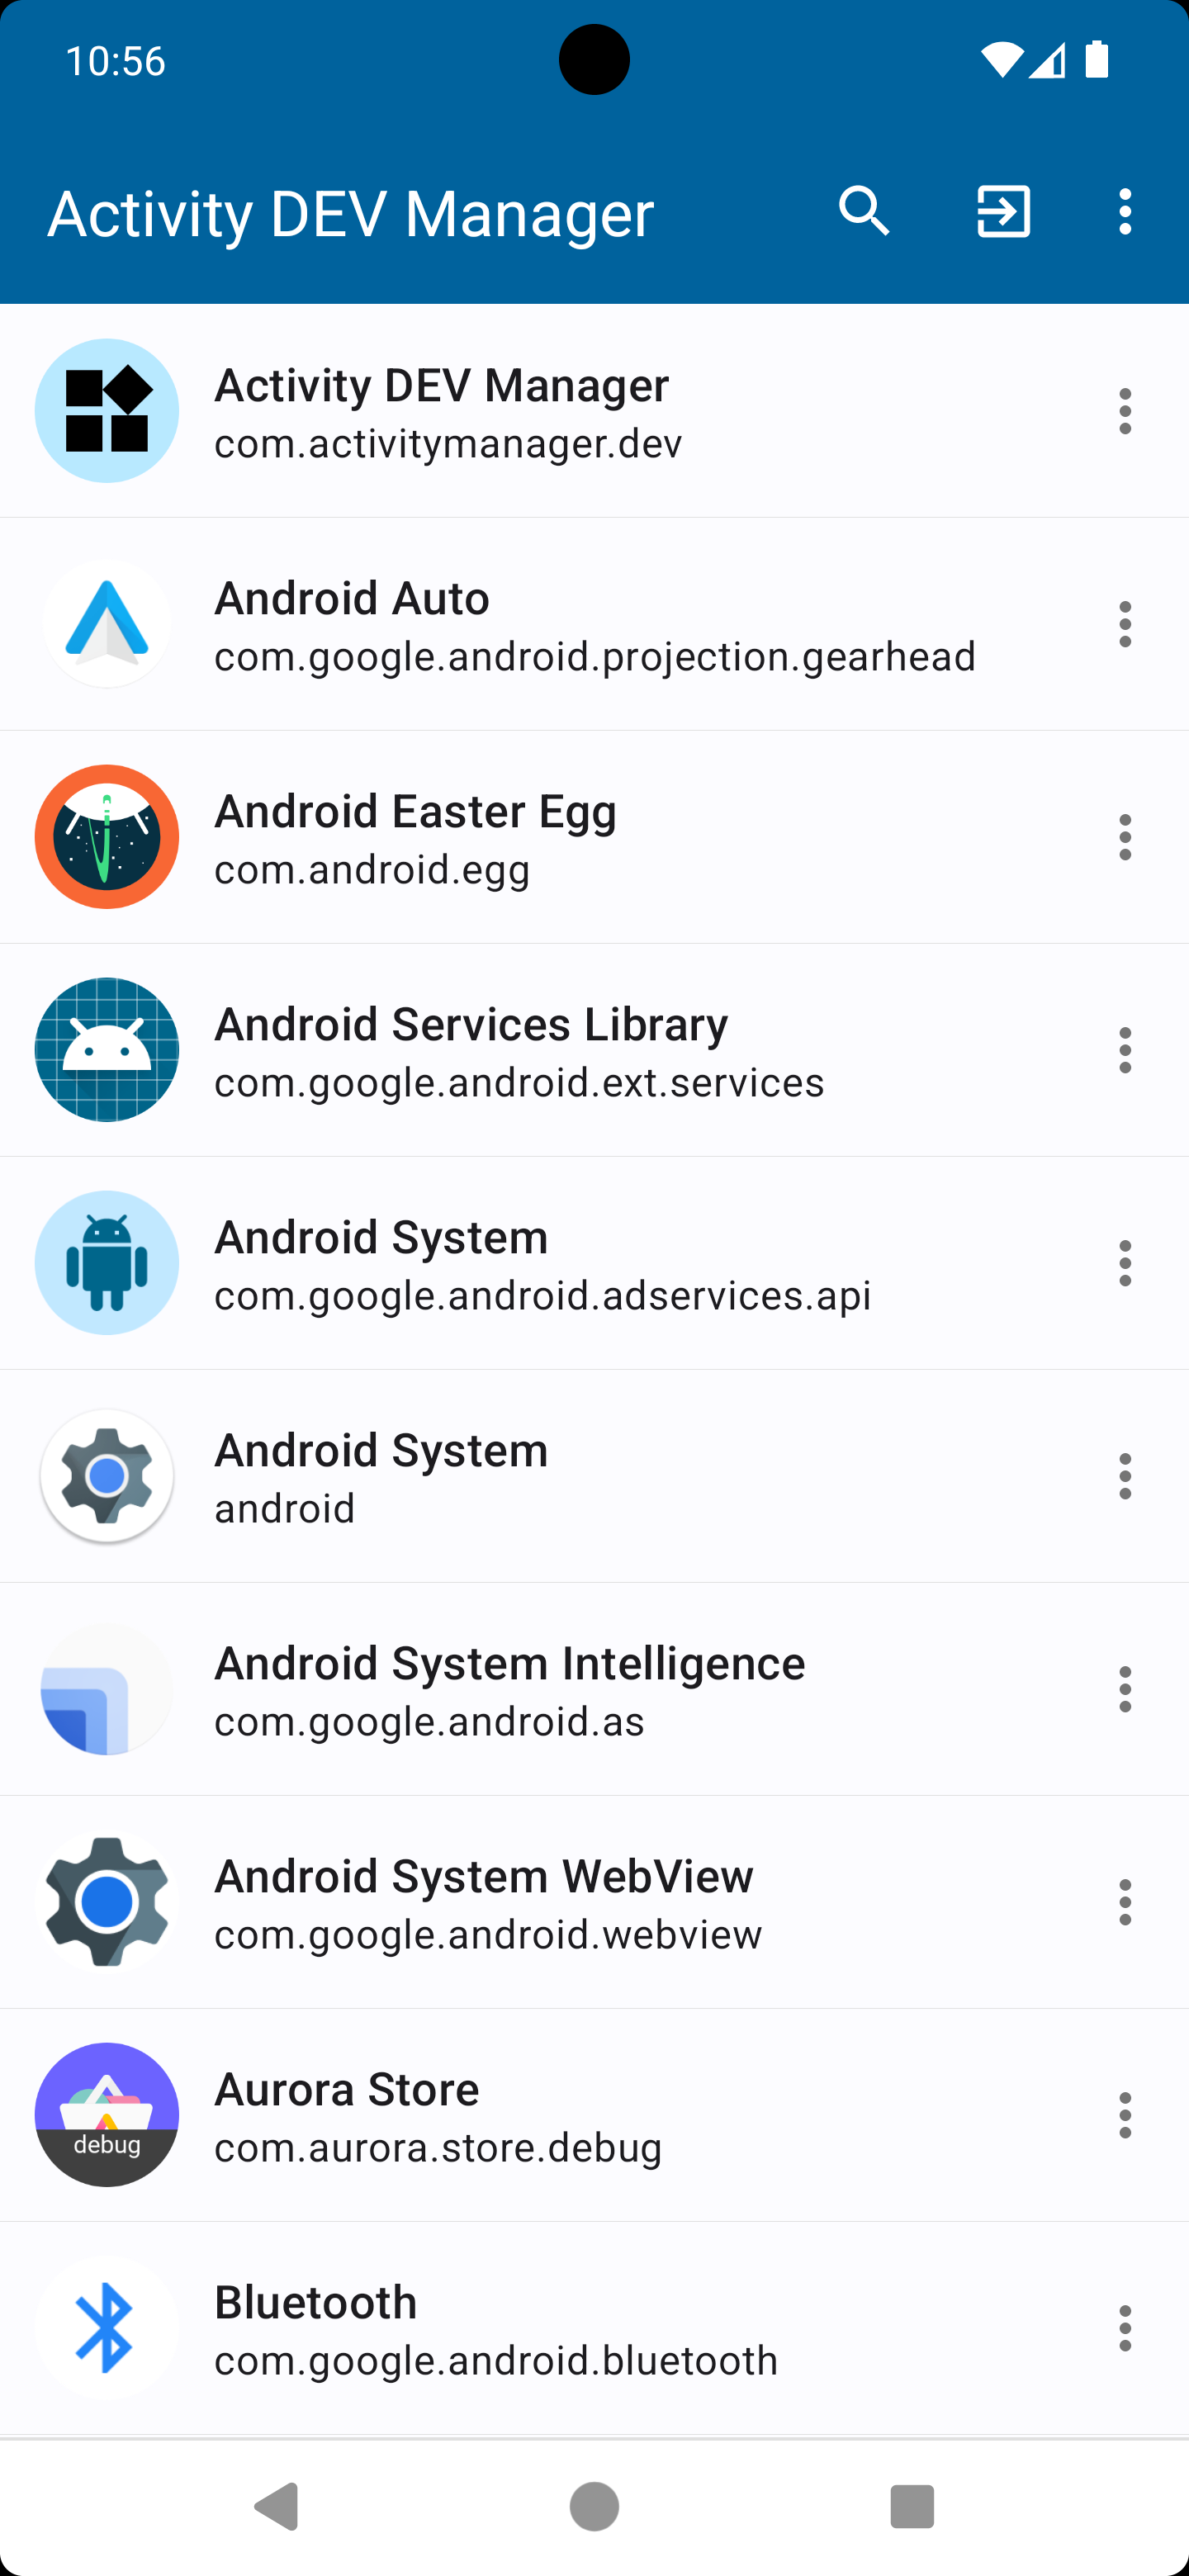 10:56
Activity DEV Manager
Activity DEV Manager
com.activitymanager.dev
Android Auto
com.google.android.projection.gearhead
Android Easter Egg
com.android.egg
Android Services Library
com.google.android.ext.services
Android System
com.google.android.adservices.api
Android System
android
Android System Intelligence
com.google.android.as
Android System WebView
com.google.android.webview
debug
Aurora Store
com.aurora.store.debug
Bluetooth
com.google.android.bluetooth